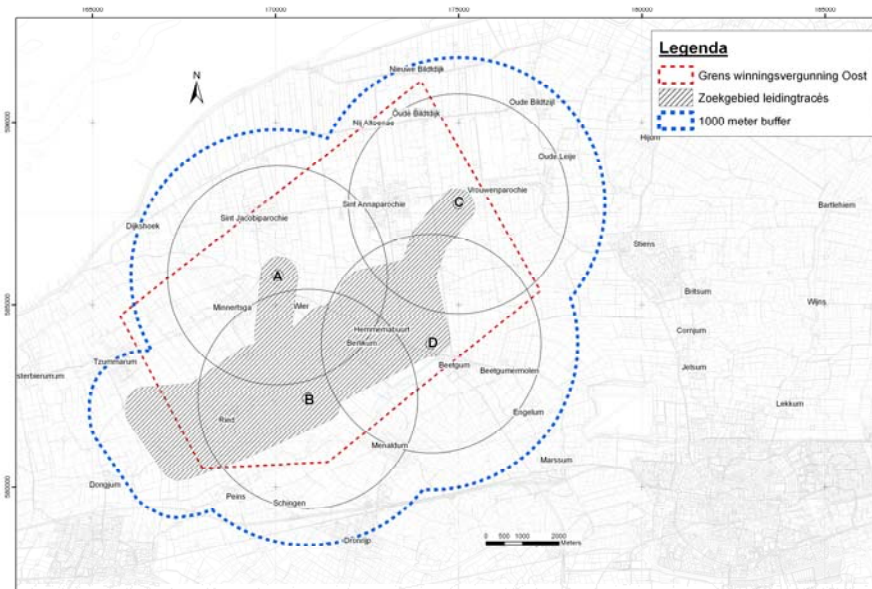 165000 170000 175000 160000 165000
Legenda
Grens winningsvergunning Oost
Zoekgebied leidingtracés
1000 meter buffer
N
Nieuwe Bildtdijk
Oude Bildtzijl
Oude Bildtdijk
Nij Altoenae
590000
Hijum
Oude Leije
Vrouwenparochie
C
Sint Annaparochie
Bartlehiem
Sint Jacobiparochie
Dijkshoek
Stiens
A
Britsum
Wijns
Minnertsga
Wier
585000
Hemmemabuurt
Cornjum
Berlikum
D
Tzummarum
Beetgum
Beetgumermolen
Jelsum
sterbierumum
B
Lekkum
Engelum
Ried
Menaldum
Marssum
Dongjum
580000
Peins
Schingen
Dronrijp
0 500 1000 2000
Meters